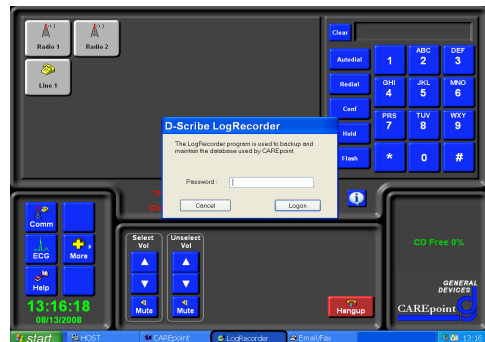 Radio 1
Radio 2
Line 1
Clear
Autodial
Redial
Conf
Hold
Flash
1
ABC
2
DEF
3
GHI
4
JKL
5
MNO
6
PRS
7
TUV
8
WXY
9
*
0
#
D-Scribe LogRecorder
The LogRecorder program is used to backup and
maintain the database used by CAREpoint
Password :
Cancel
Logon
Comm
ECG
More
Help
13:16:18
08/13/2008
Select
Vol
Unselect
Vol
Mute
Mute
Hangup
CD Free 0%
GENERAL
DEVICES
CAREpoint
start
HOST
CAREpoint
LogRecorder
Email/Fax
13:16